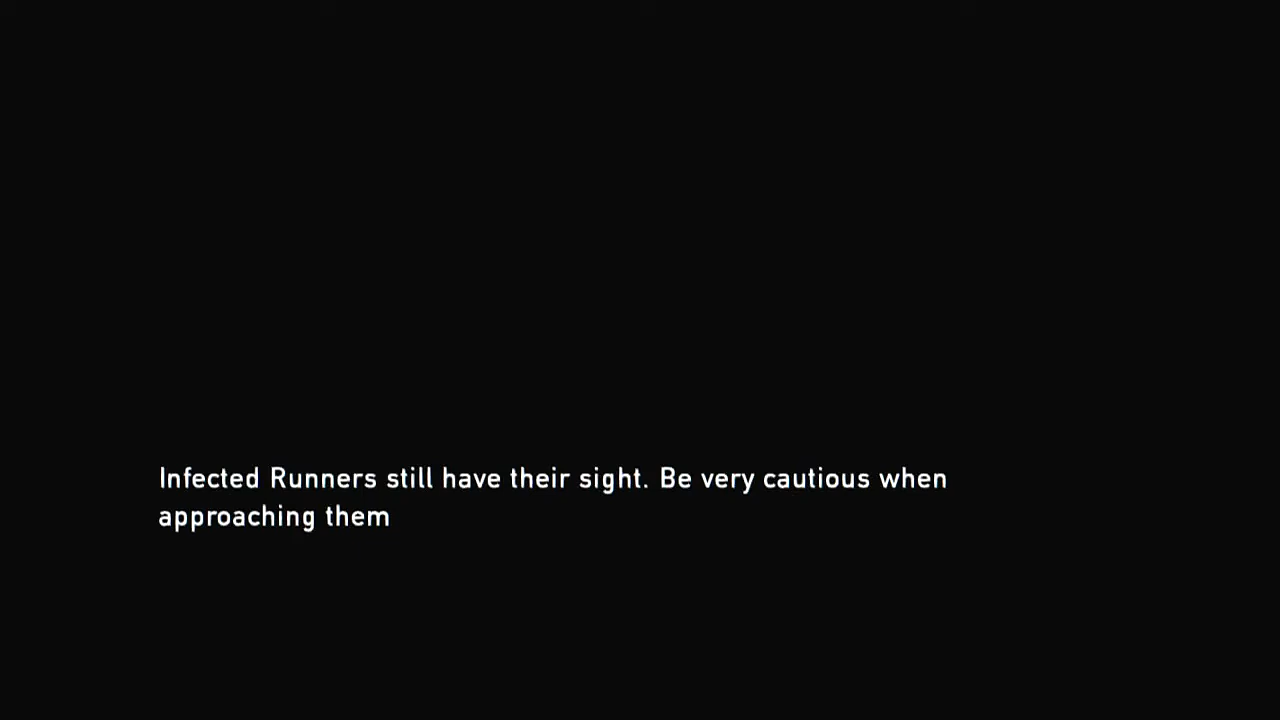 Infected Runners still have their sight. Be very cautious when
approaching them